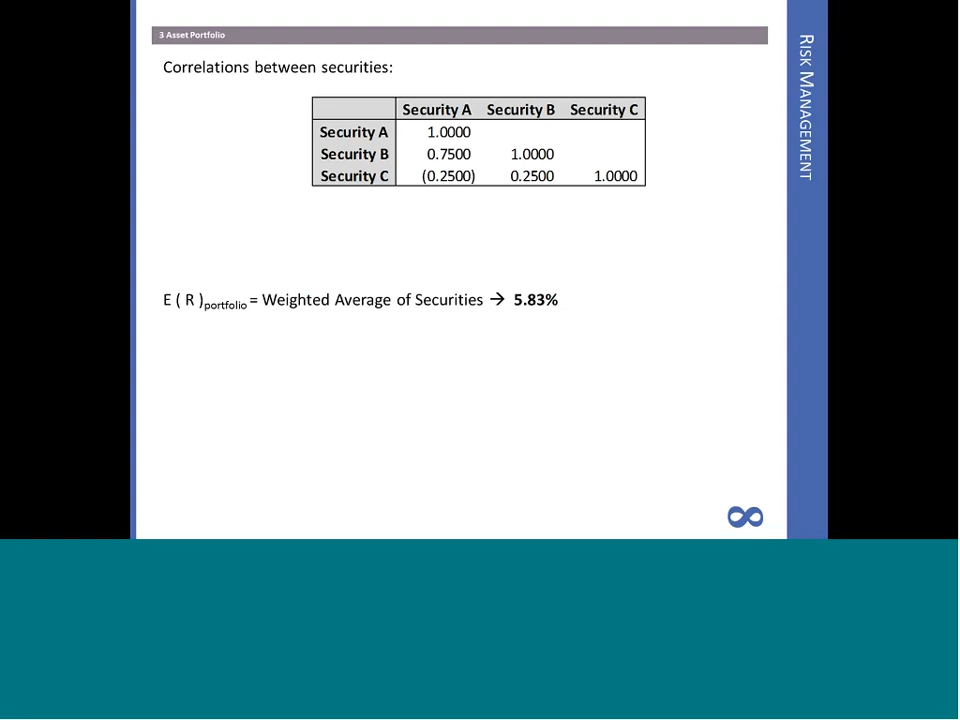 3 Asset Portfolio
RISK MANAGEMENT
Correlations between securities:
Security A Security B Security C
Security A 1.0000
Security B 0.7500 1.0000
Security C (0.2500) 0.2500 1.0000
E ( R )portfolio = Weighted Average of Securities → 5.83%
8